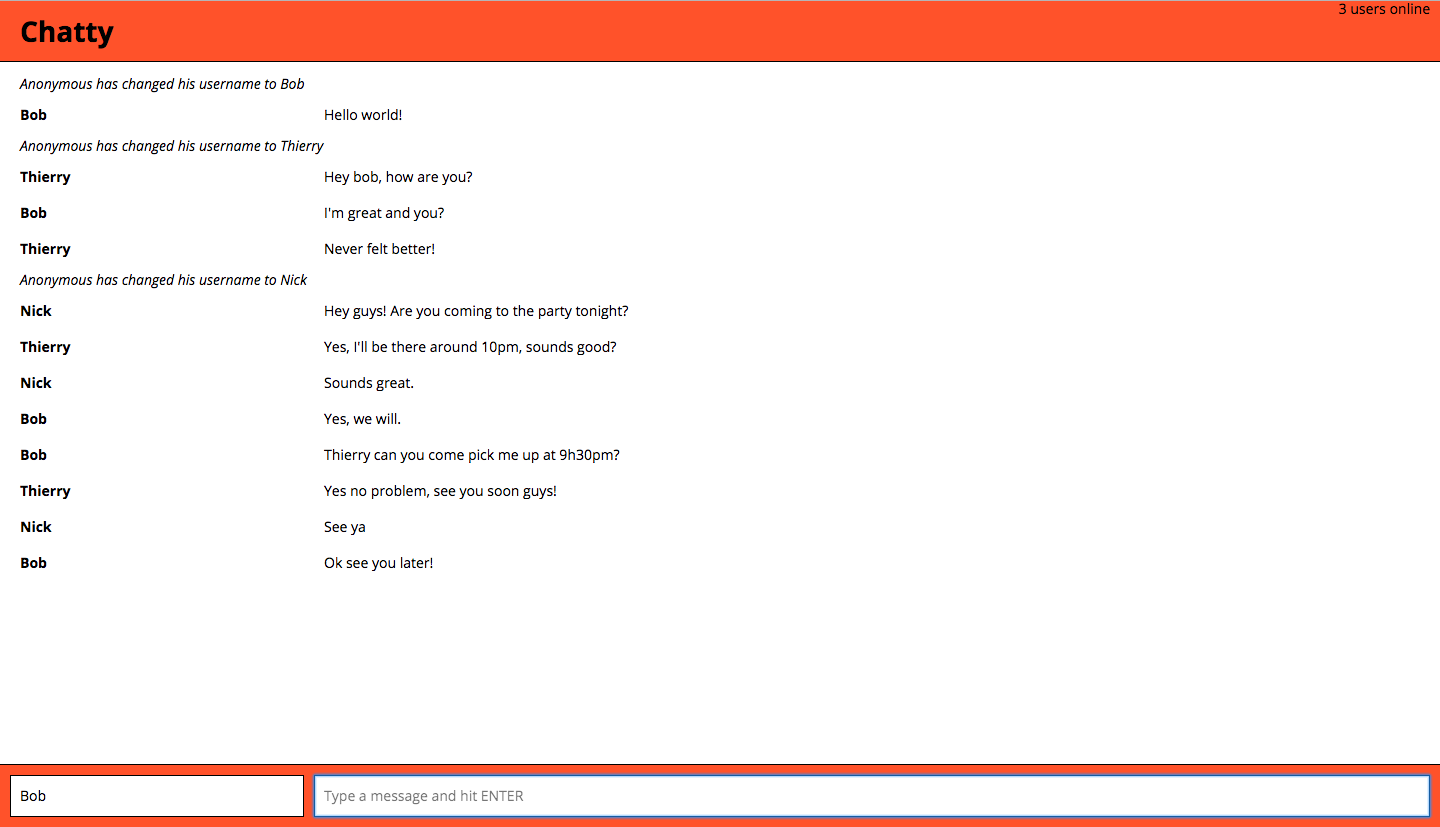 3 users online
Chatty
Anonymous has changed his username to Bob
Bob Hello world!
Anonymous has changed his username to Thierry
Thierry Hey bob, how are you?
Bob I'm great and you?
Thierry Never felt better!
Anonymous has changed his username to Nick
Nick Hey guys! Are you coming to the party tonight?
Thierry Yes, I'll be there around 10pm, sounds good?
Nick Sounds great.
Bob Yes, we will.
Bob Thierry can you come pick me up at 9h30pm?
Thierry Yes no problem, see you soon guys!
Nick See ya
Bob Ok see you later!
Bob Type a message and hit ENTER